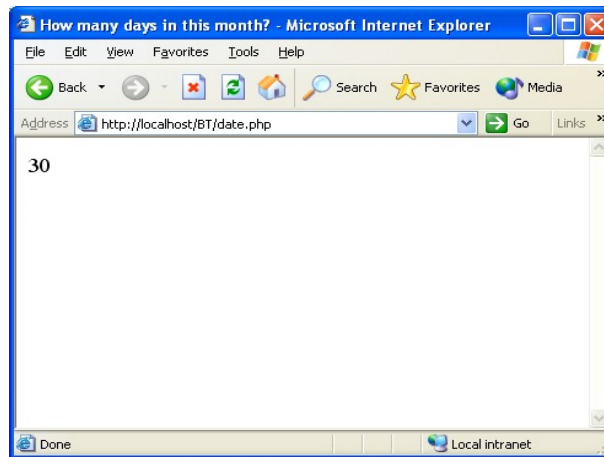 How many days in this month? - Microsoft Internet Explorer
File Edit View Favorites Tools Help
Back Search Favorites Media »
Address http://localhost/BT/date.php Go Links »
30
Done Local intranet